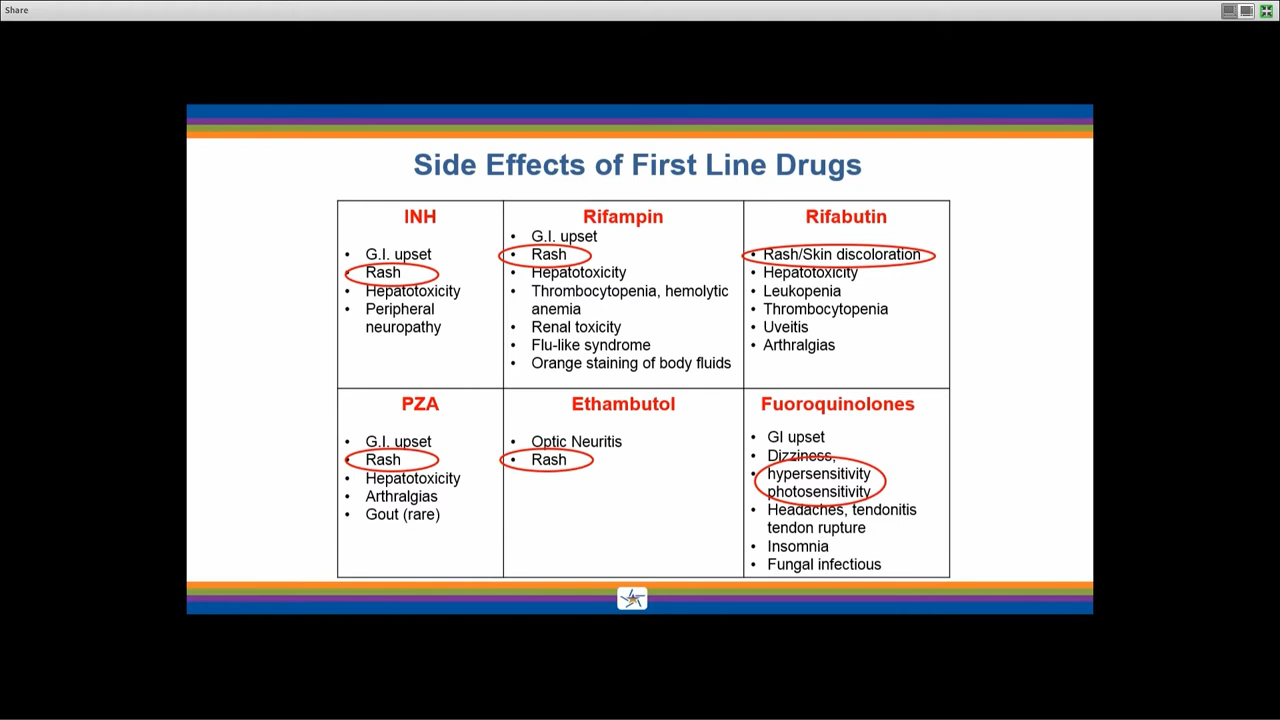 Share
Side Effects of First Line Drugs
INH
• G.I. upset
• Rash
• Hepatotoxicity
• Peripheral
neuropathy
Rifampin
• G.I. upset
• Rash
• Hepatotoxicity
• Thrombocytopenia, hemolytic
anemia
• Renal toxicity
• Flu-like syndrome
• Orange staining of body fluids
Rifabutin
• Rash/Skin discoloration
• Hepatotoxicity
• Leukopenia
• Thrombocytopenia
• Uveitis
• Arthralgias
PZA
• G.I. upset
• Rash
• Hepatotoxicity
• Arthralgias
• Gout (rare)
Ethambutol
• Optic Neuritis
• Rash
Fuoroquinolones
• GI upset
• Dizziness,
• hypersensitivity
photosensitivity
• Headaches, tendonitis
tendon rupture
• Insomnia
• Fungal infectious